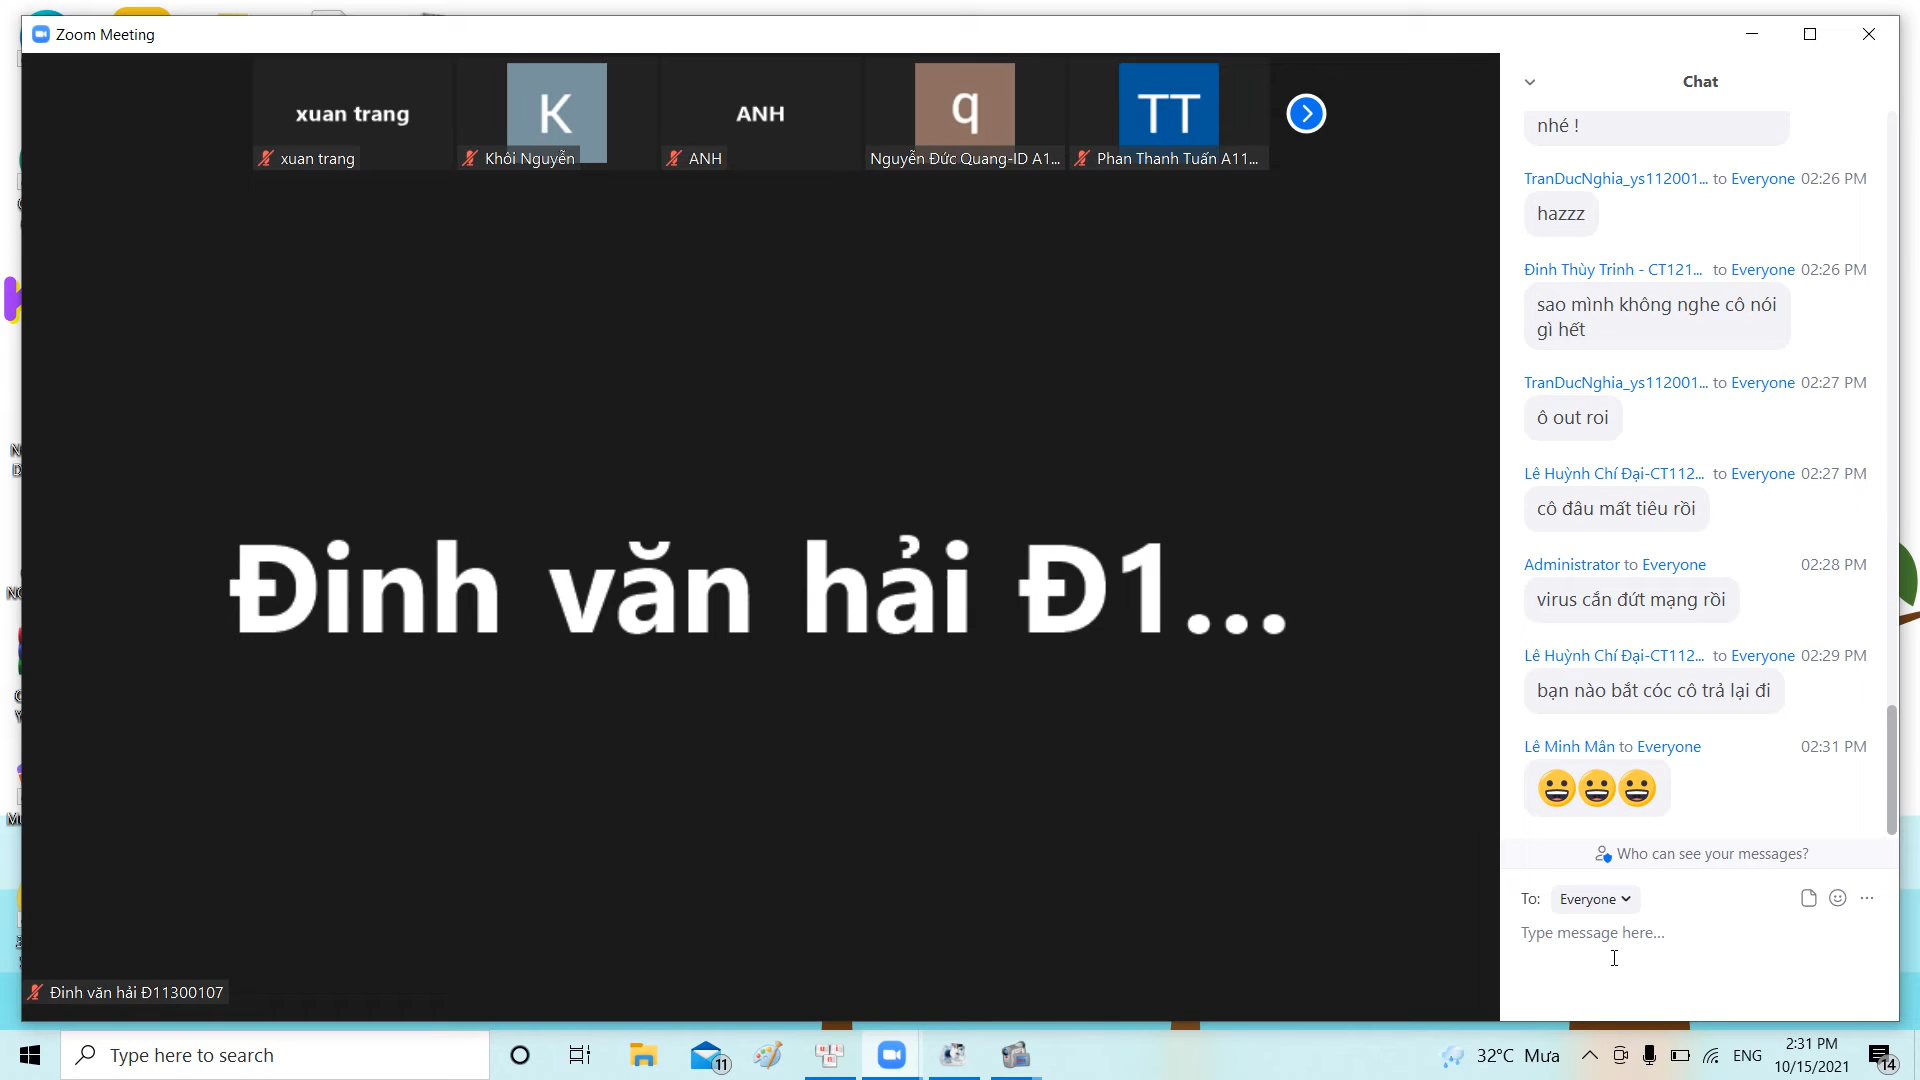 Zoom Meeting
xuan trang
K
ANH
q
TT
xuan trang
Khôi Nguyễn
ANH
Nguyễn Đức Quang-ID A1...
Phan Thanh Tuấn A11...
Đinh văn hải Đ1...
Đinh văn hải Đ11300107
Chat
nhé !
TranDucNghia_ys112001... to Everyone 02:26 PM
hazzz
Đinh Thùy Trinh - CT121... to Everyone 02:26 PM
sao mình không nghe cô nói
gì hết
TranDucNghia_ys112001... to Everyone 02:27 PM
ô out roi
Lê Huỳnh Chí Đại-CT112... to Everyone 02:27 PM
cô đâu mất tiêu rồi
Administrator to Everyone 02:28 PM
virus cắn đứt mạng rồi
Lê Huỳnh Chí Đại-CT112... to Everyone 02:29 PM
bạn nào bắt cóc cô trả lại đi
Lê Minh Mân to Everyone 02:31 PM
😀😀😀
Who can see your messages?
To: Everyone
Type message here...
Type here to search
11
32°C Mưa
ENG
2:31 PM
10/15/2021
14